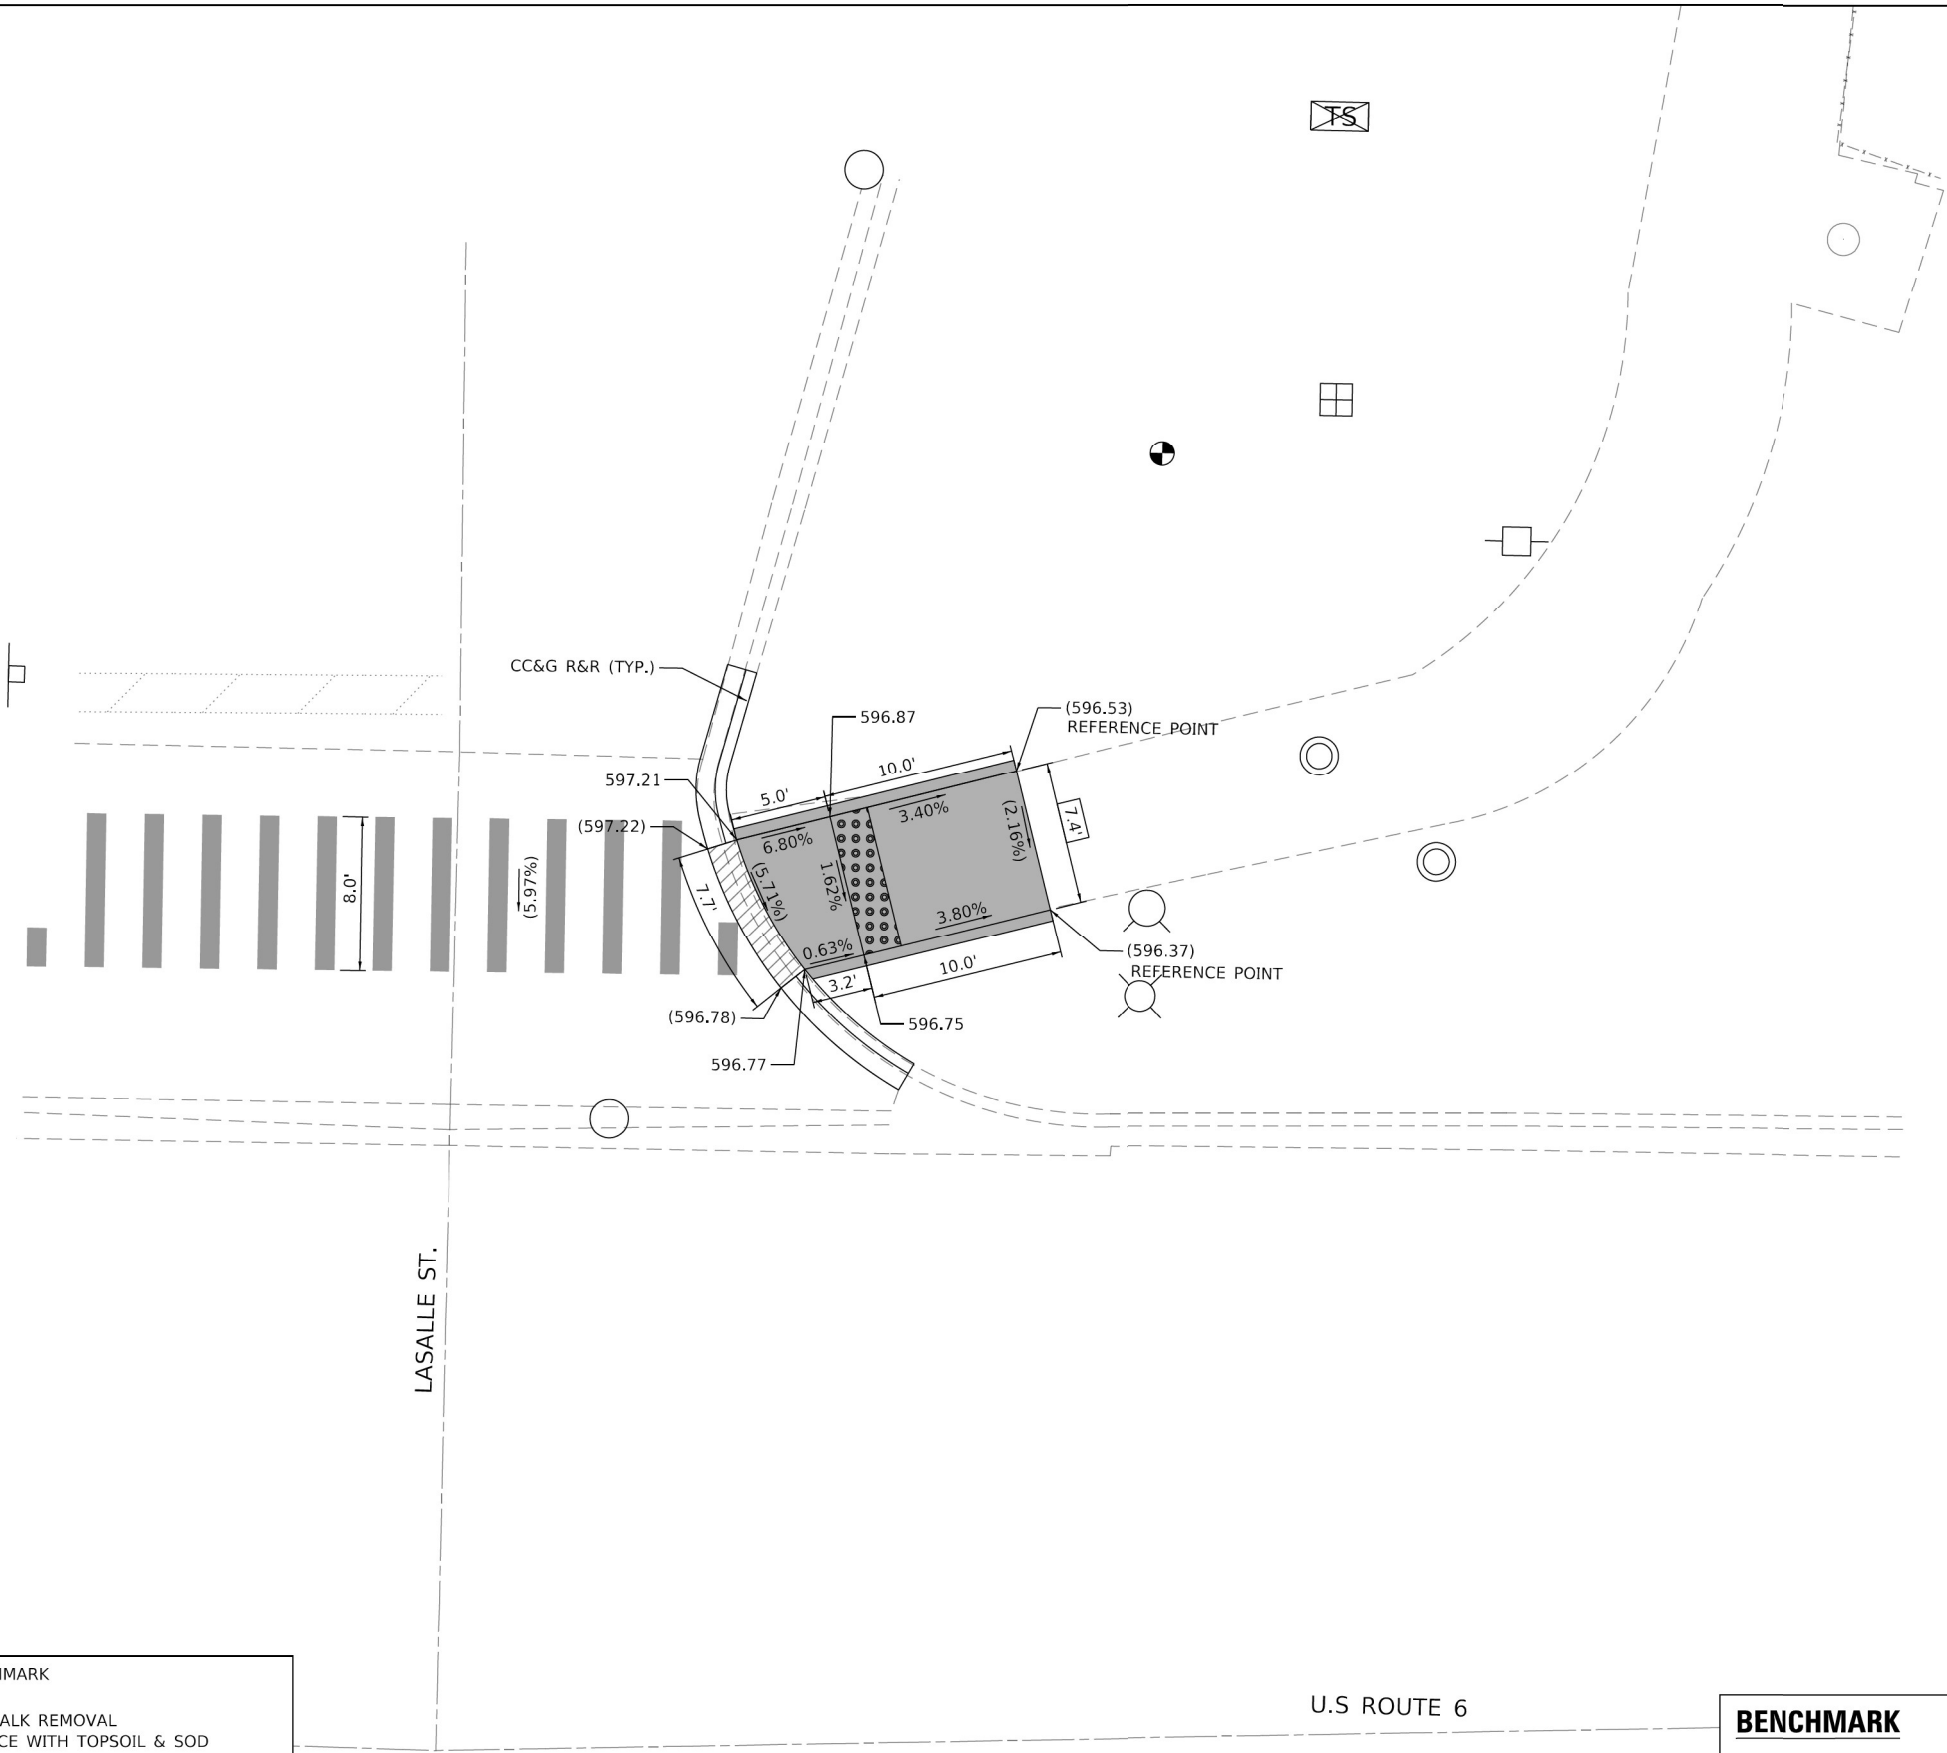 TS
CC&G R&R (TYP.)
596.87
(596.53)
REFERENCE POINT
10.0'
597.21
5.0'
3.40%
(2.16%)
7.4'
(597.22)
6.80%
(5.71%)
1.62%
8.0'
(5.97%)
7.7'
3.80%
0.63%
(596.37)
REFERENCE POINT
10.0'
3.2'
(596.78)
596.75
596.77
LASALLE ST.
U.S ROUTE 6
MARK
ALK REMOVAL
CE WITH TOPSOIL & SOD
BENCHMARK